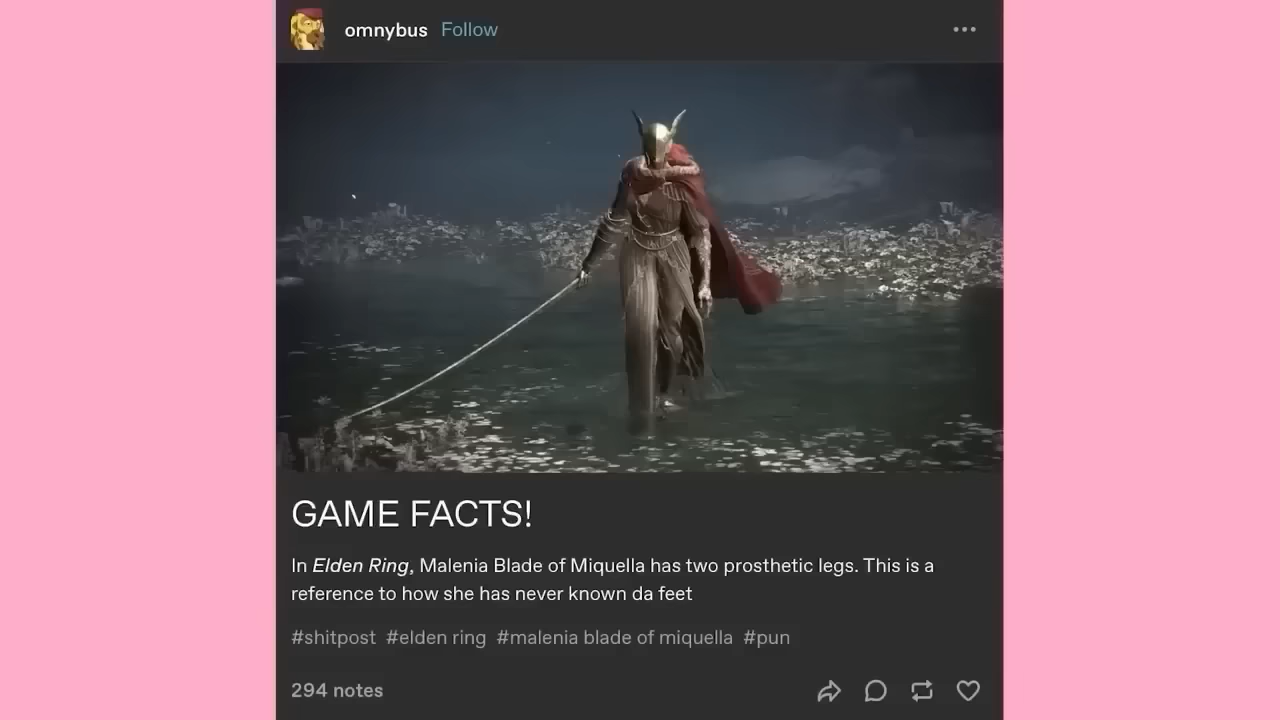 omnybus Follow
GAME FACTS!
In Elden Ring, Malenia Blade of Miquella has two prosthetic legs. This is a
reference to how she has never known da feet
#shitpost #elden ring #malenia blade of miquella #pun
294 notes